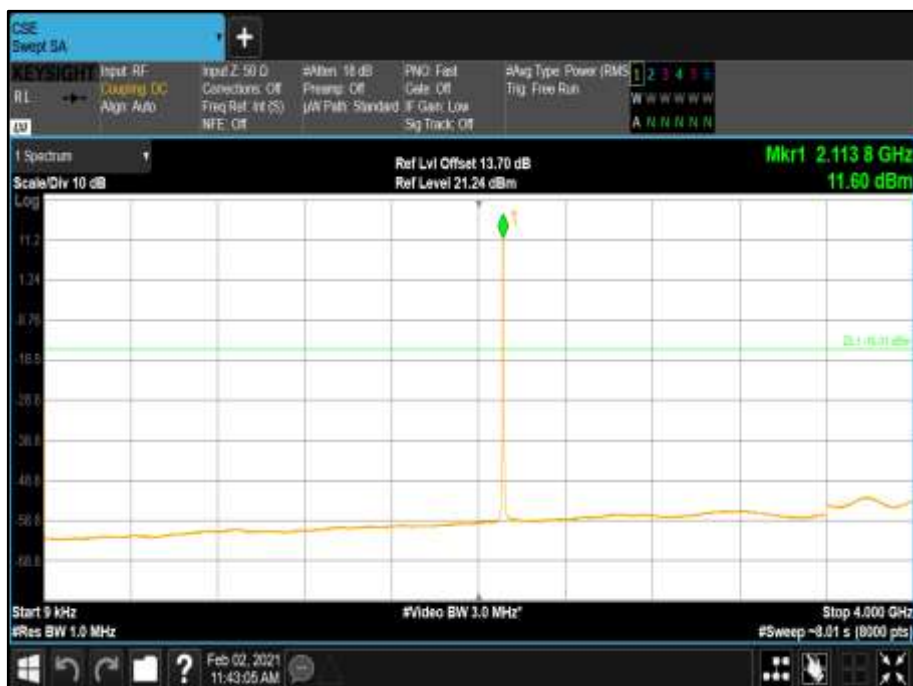 CSE
Swept SA
+
KEYSIGHT
RL
Input: RF
Coupling: DC
Align: Auto
Input Z: 50 Ω
Corrections: Off
Freq Ref: Int (S)
NFE: Off
#Atten: 18 dB
Preamp: Off
µW Path: Standard
PNO: Fast
Gate: Off
IF Gain: Low
Sig Track: Off
#Avg Type: Power (RMS
Trig: Free Run
1 2 3 4 5 6
W W W W W W
A N N N N N
1 Spectrum
Scale/Div 10 dB
Ref Lvl Offset 13.70 dB
Ref Level 21.24 dBm
Mkr1 2.113 8 GHz
11.60 dBm
Log
1
11.2
1.24
-8.76
-18.8
-28.8
-38.8
-48.8
-58.8
-68.8
Start 9 kHz
#Res BW 1.0 MHz
#Video BW 3.0 MHz*
Stop 4.000 GHz
#Sweep ~8.01 s (8000 pts)
?
Feb 02, 2021
11:43:05 AM